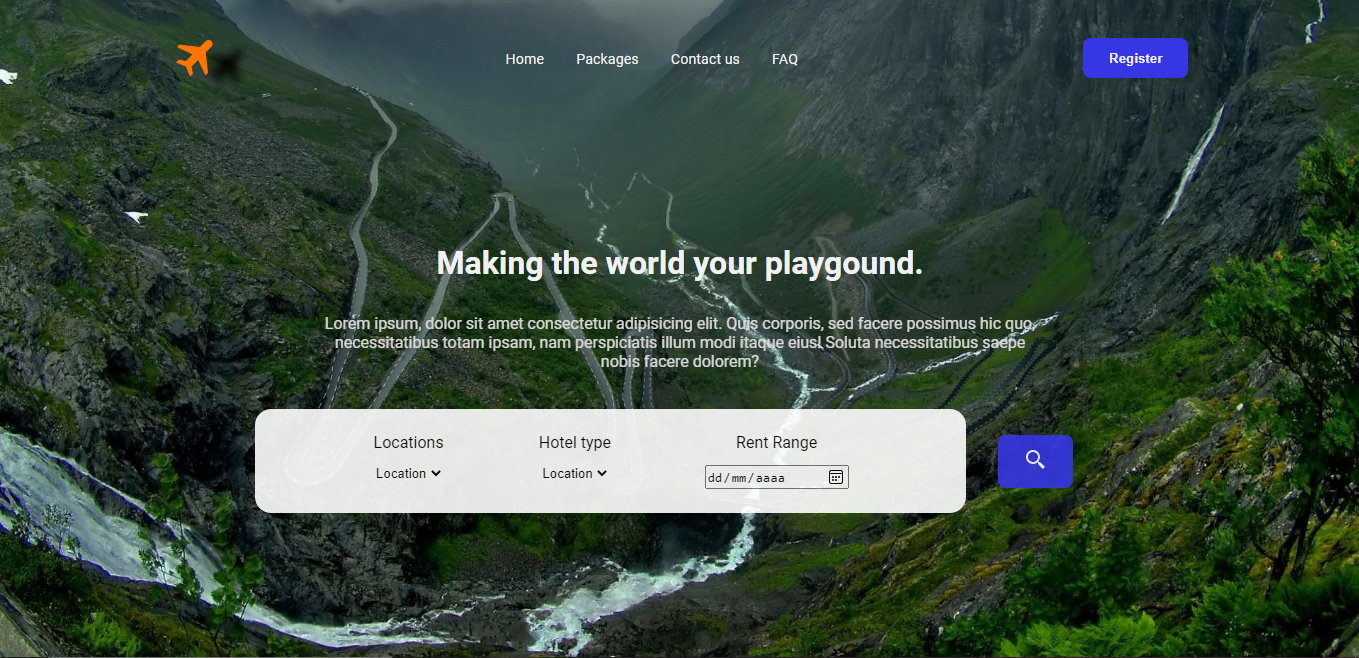 Home Packages Contact us FAQ Register
Making the world your playgound.
Lorem ipsum, dolor sit amet consectetur adipisicing elit. Quis corporis, sed facere possimus hic quo,
necessitatibus totam ipsam, nam perspiciatis illum modi itaque eius! Soluta necessitatibus saepe
nobis facere dolorem?
Locations Hotel type Rent Range
Location Location dd/mm/aaaa